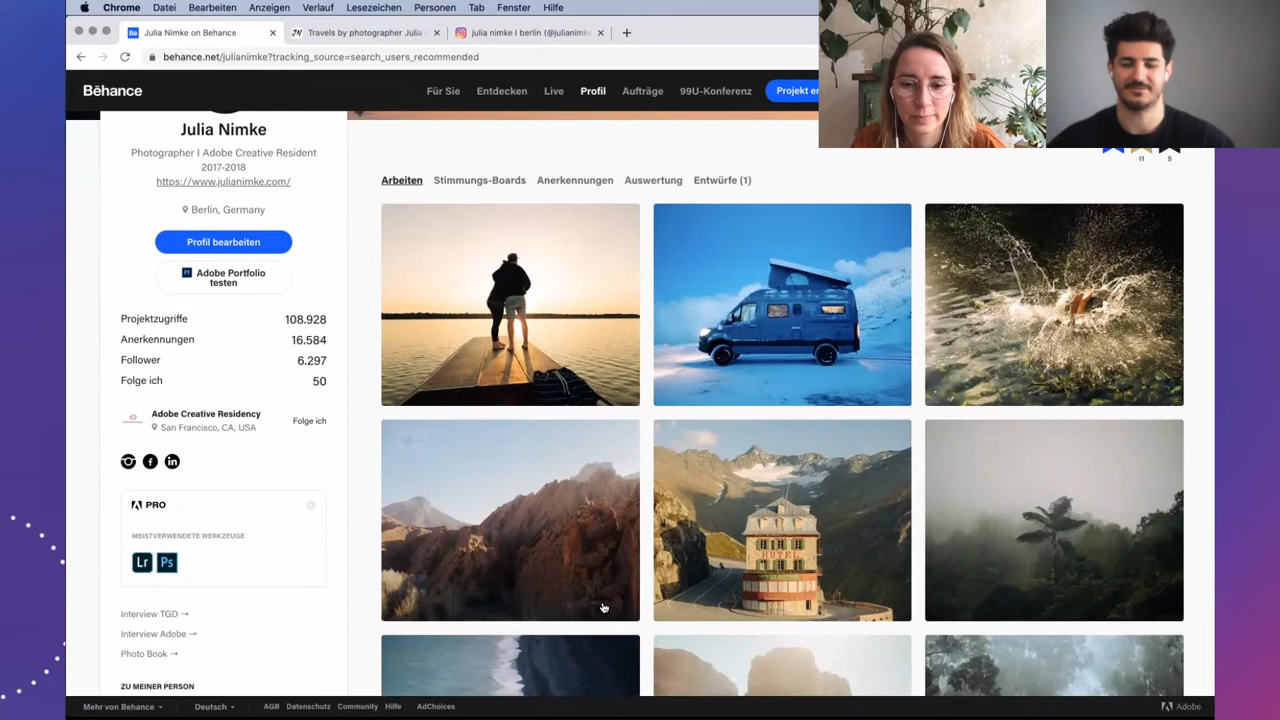 Chrome Datei Bearbeiten Anzeigen Verlauf Lesezeichen Personen Tab Fenster Hilfe
Julia Nimke on Behance
Travels by photographer Julia
julia nimke I berlin (@julianimk
behance.net/julianimke?tracking_source=search_users_recommended
Bēhance
Für Sie Entdecken Live Profil Aufträge 99U-Konferenz Projekt er
Julia Nimke
Photographer I Adobe Creative Resident
2017-2018
https://www.julianimke.com/
Berlin, Germany
Profil bearbeiten
Adobe Portfolio
testen
Projektzugriffe 108.928
Anerkennungen 16.584
Follower 6.297
Folge ich 50
Adobe Creative Residency
San Francisco, CA, USA
Folge ich
PRO
MEISTVERWENDETE WERKZEUGE
Lr Ps
Interview TGD →
Interview Adobe →
Photo Book →
ZU MEINER PERSON
11 5
Arbeiten Stimmungs-Boards Anerkennungen Auswertung Entwürfe (1)
HOTEL
Mehr von Behance Deutsch AGB Datenschutz Community Hilfe AdChoices Adobe